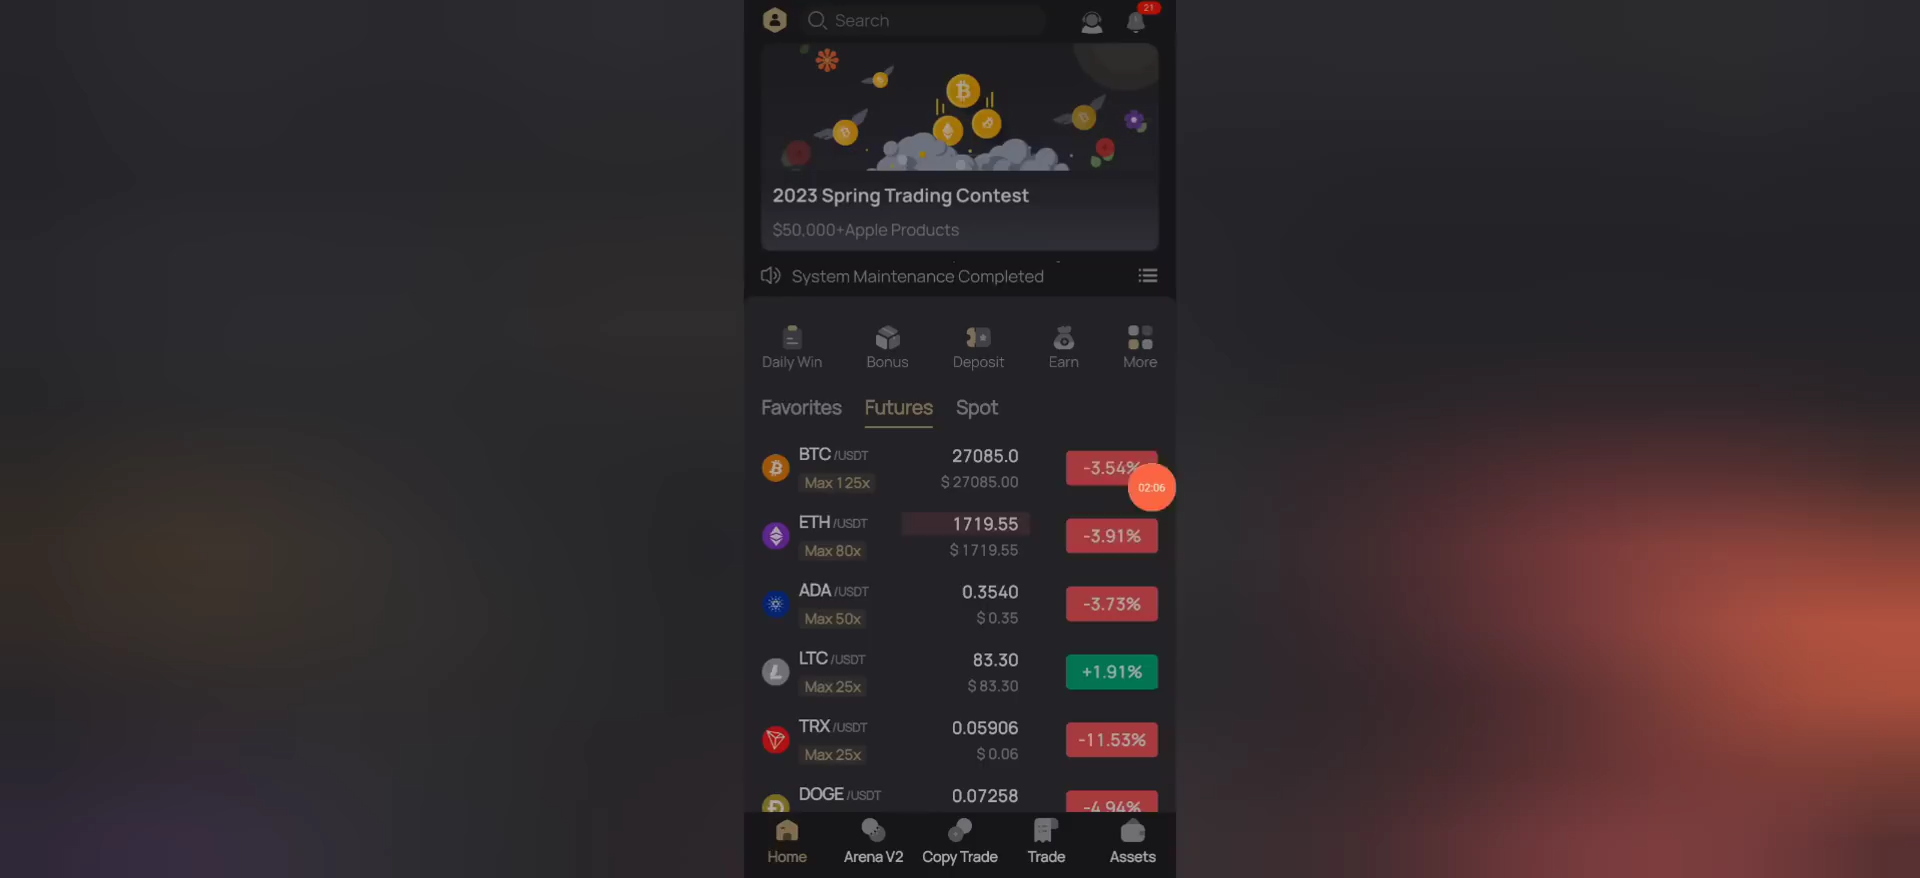 21
Search
2023 Spring Trading Contest
$50,000+Apple Products
System Maintenance Completed
Daily Win Bonus Deposit Earn More
Favorites Futures Spot
BTC /USDT 27085.0 -3.54%
Max 125x $ 27085.00
02:06
ETH /USDT 1719.55 -3.91%
Max 80x $ 1719.55
ADA /USDT 0.3540 -3.73%
Max 50x $ 0.35
LTC /USDT 83.30 +1.91%
Max 25x $ 83.30
TRX /USDT 0.05906 -11.53%
Max 25x $ 0.06
DOGE /USDT 0.07258 -4.94%
Home Arena V2 Copy Trade Trade Assets